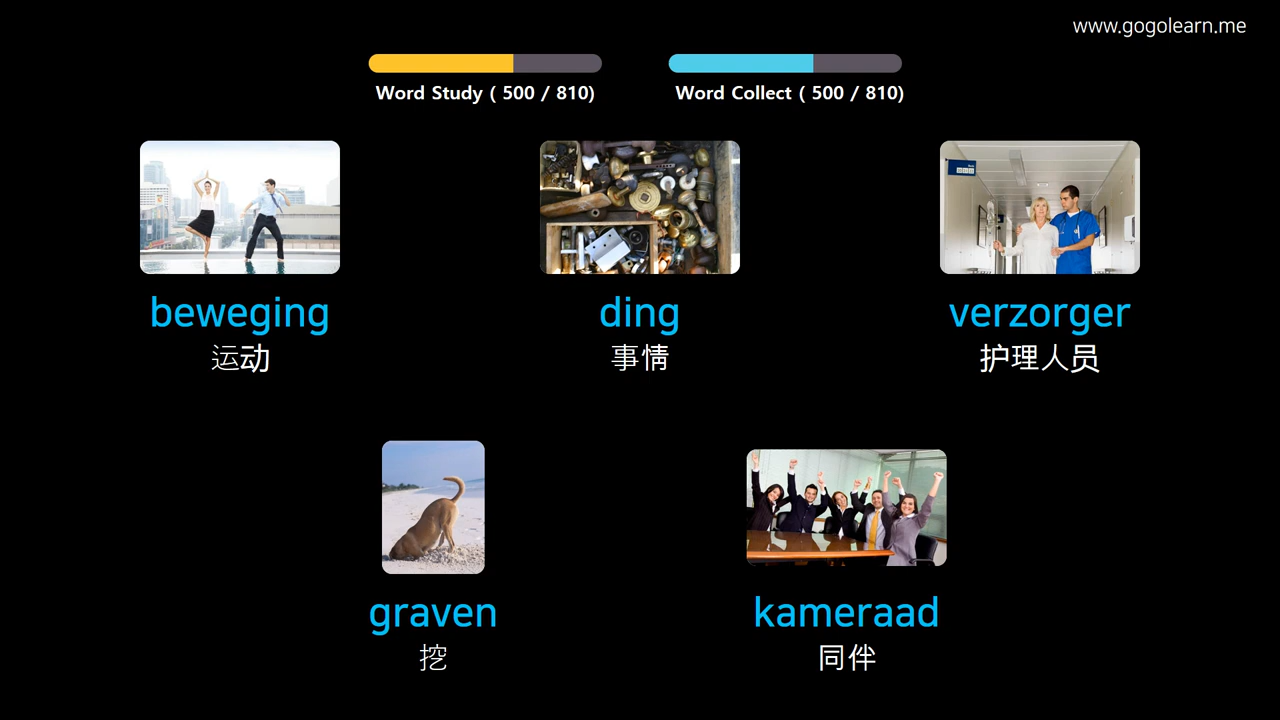 www.gogolearn.me
Word Study ( 500 / 810)
Word Collect ( 500 / 810)
beweging
运动
ding
事情
verzorger
护理人员
graven
挖
kameraad
同伴